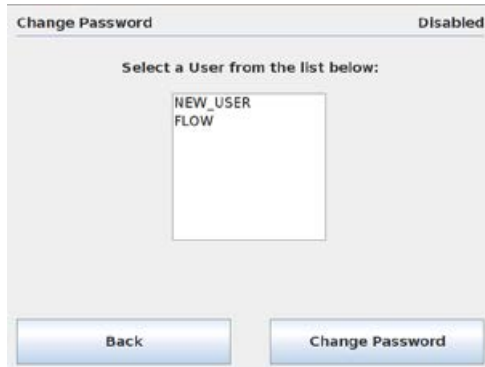 Change Password Disabled
Select a User from the list below:
NEW_USER
FLOW
Back Change Password